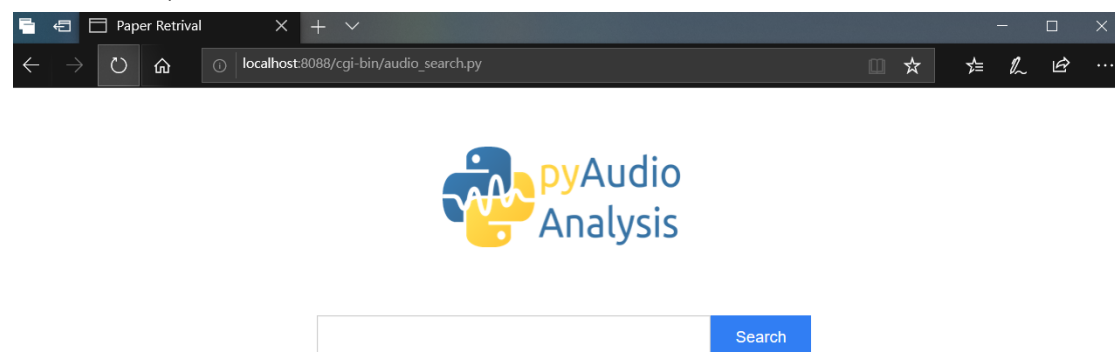 Paper Retrival
localhost:8088/cgi-bin/audio_search.py
pyAudio
Analysis
Search